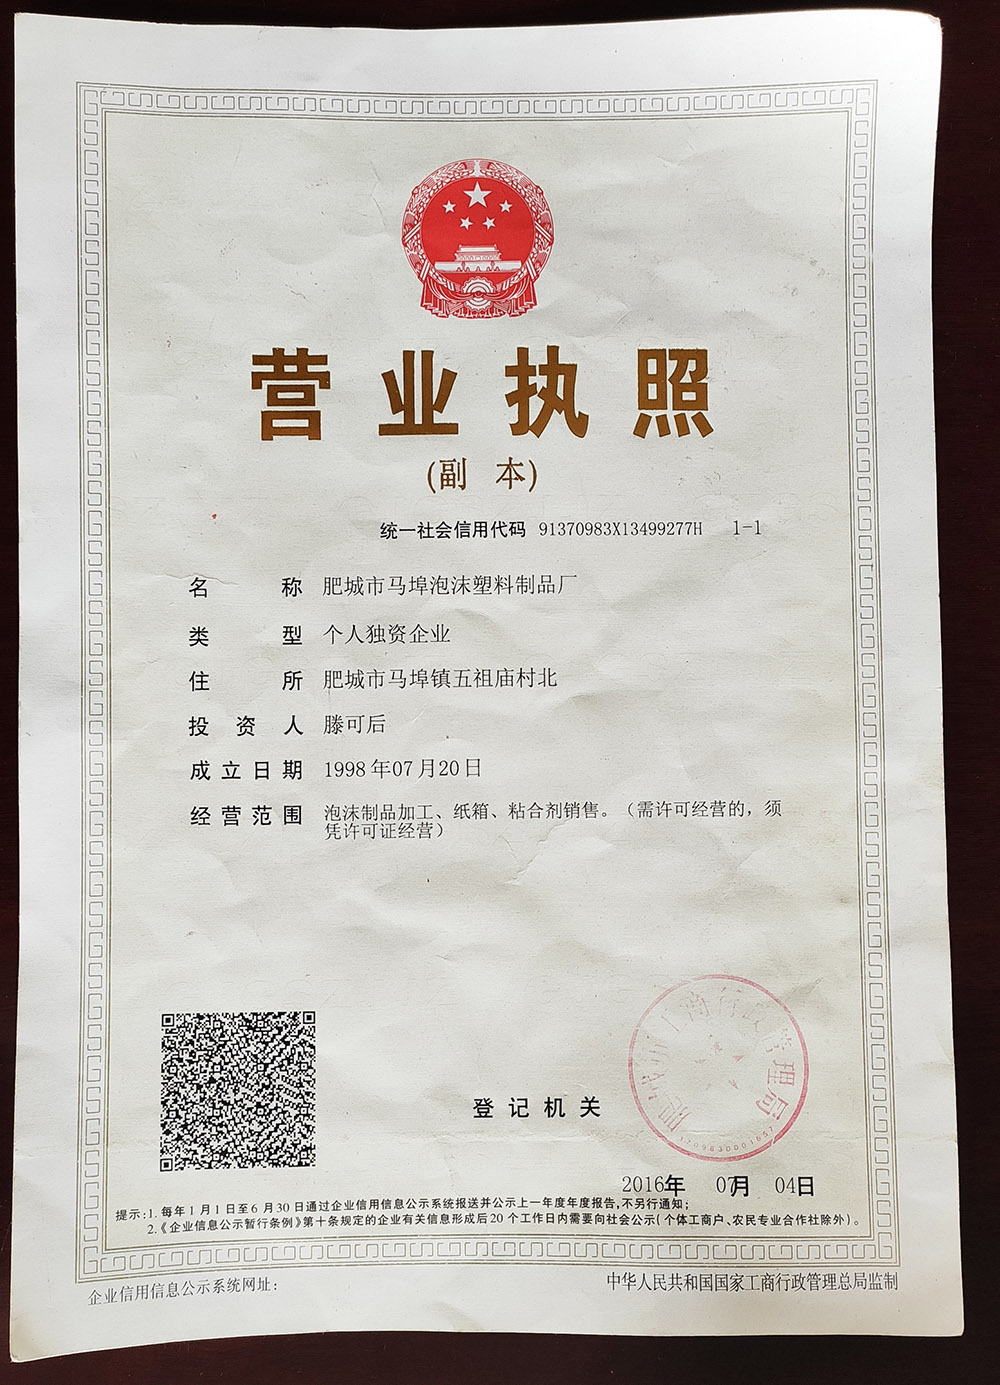 营业执照
(副 本)
统一社会信用代码 91370983X13499277H 1-1
名 称 肥城市马埠泡沫塑料制品厂
类 型 个人独资企业
住 所 肥城市马埠镇五祖庙村北
投 资 人 滕可后
成 立 日 期 1998年07月20日
经 营 范 围 泡沫制品加工、纸箱、粘合剂销售。（需许可经营的，须
凭许可证经营）
肥城市工商行政管理局
登 记 机 关
2016年 07月 04日
提示:1. 每年1月1日至6月30日通过企业信用信息公示系统报送并公示上一年度年度报告,不另行通知；
2.《企业信息公示暂行条例》第十条规定的企业有关信息形成后20个工作日内需要向社会公示(个体工商户、农民专业合作社除外)。
企业信用信息公示系统网址:
中华人民共和国国家工商行政管理总局监制